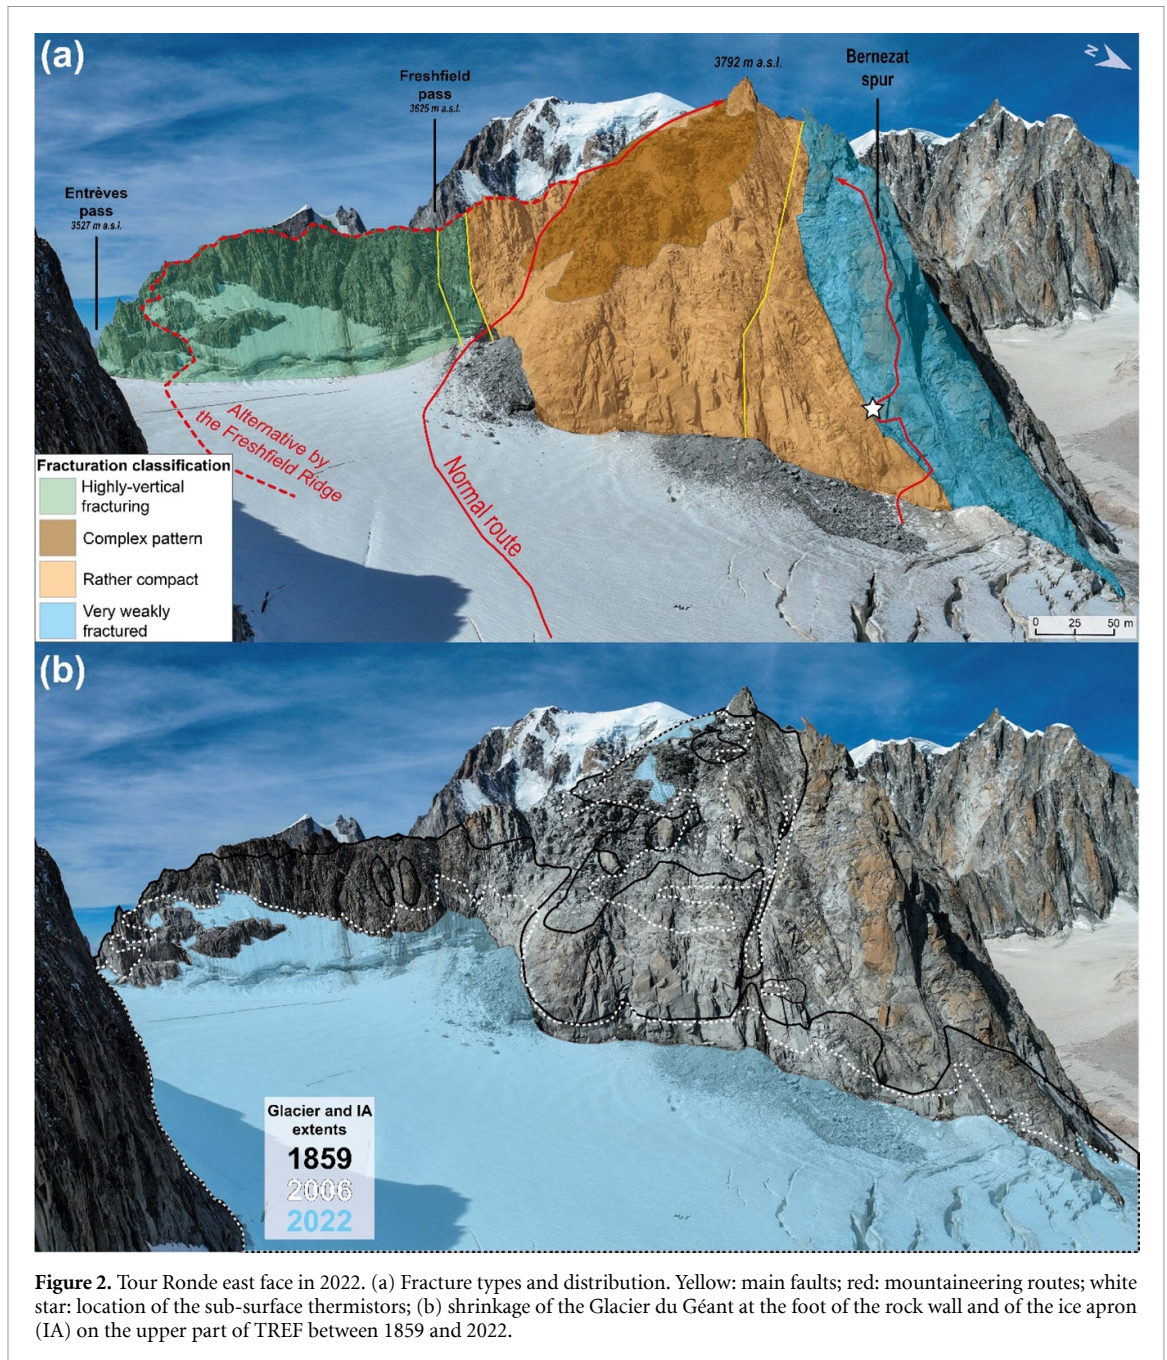 (a)
N
3792 m a.s.l.
Bernezat
spur
Freshfield
pass
3625 m a.s.l.
Entrèves
pass
3527 m a.s.l.
Alternative by
the Freshfield Ridge
Normal route
Fracturation classification
Highly-vertical
fracturing
Complex pattern
Rather compact
Very weakly
fractured
0 25 50 m
(b)
Glacier and IA
extents
1859
2006
2022
Figure 2. Tour Ronde east face in 2022. (a) Fracture types and distribution. Yellow: main faults; red: mountaineering routes; white
star: location of the sub-surface thermistors; (b) shrinkage of the Glacier du Géant at the foot of the rock wall and of the ice apron
(IA) on the upper part of TREF between 1859 and 2022.